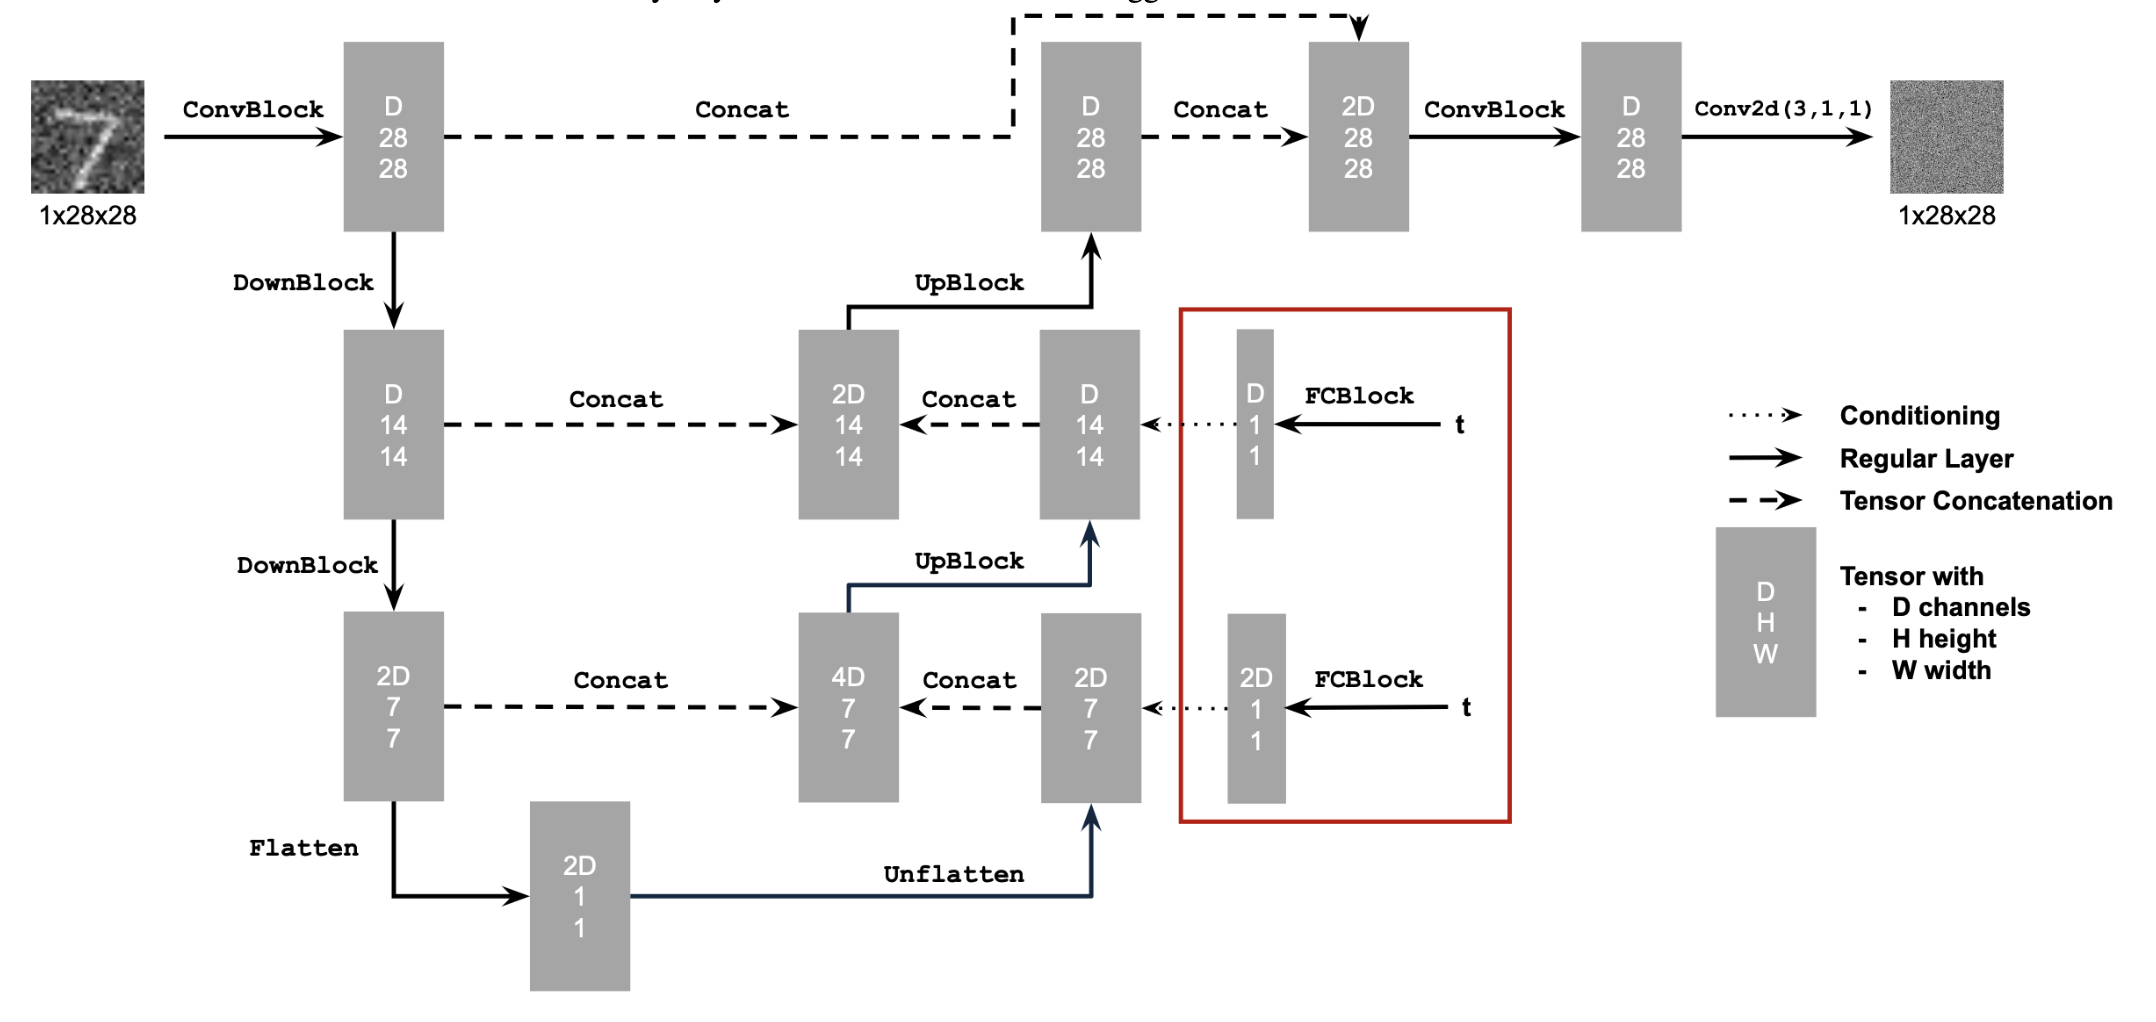 ConvBlock
D
28
28
Concat
D
28
28
Concat
2D
28
28
ConvBlock
D
28
28
Conv2d(3,1,1)
1x28x28
1x28x28
DownBlock
UpBlock
D
14
14
Concat
2D
14
14
Concat
D
14
14
D
1
1
FCBlock
t
Conditioning
Regular Layer
Tensor Concatenation
D
H
W
Tensor with
- D channels
- H height
- W width
DownBlock
UpBlock
2D
7
7
Concat
4D
7
7
Concat
2D
7
7
2D
1
1
FCBlock
t
Flatten
2D
1
1
Unflatten